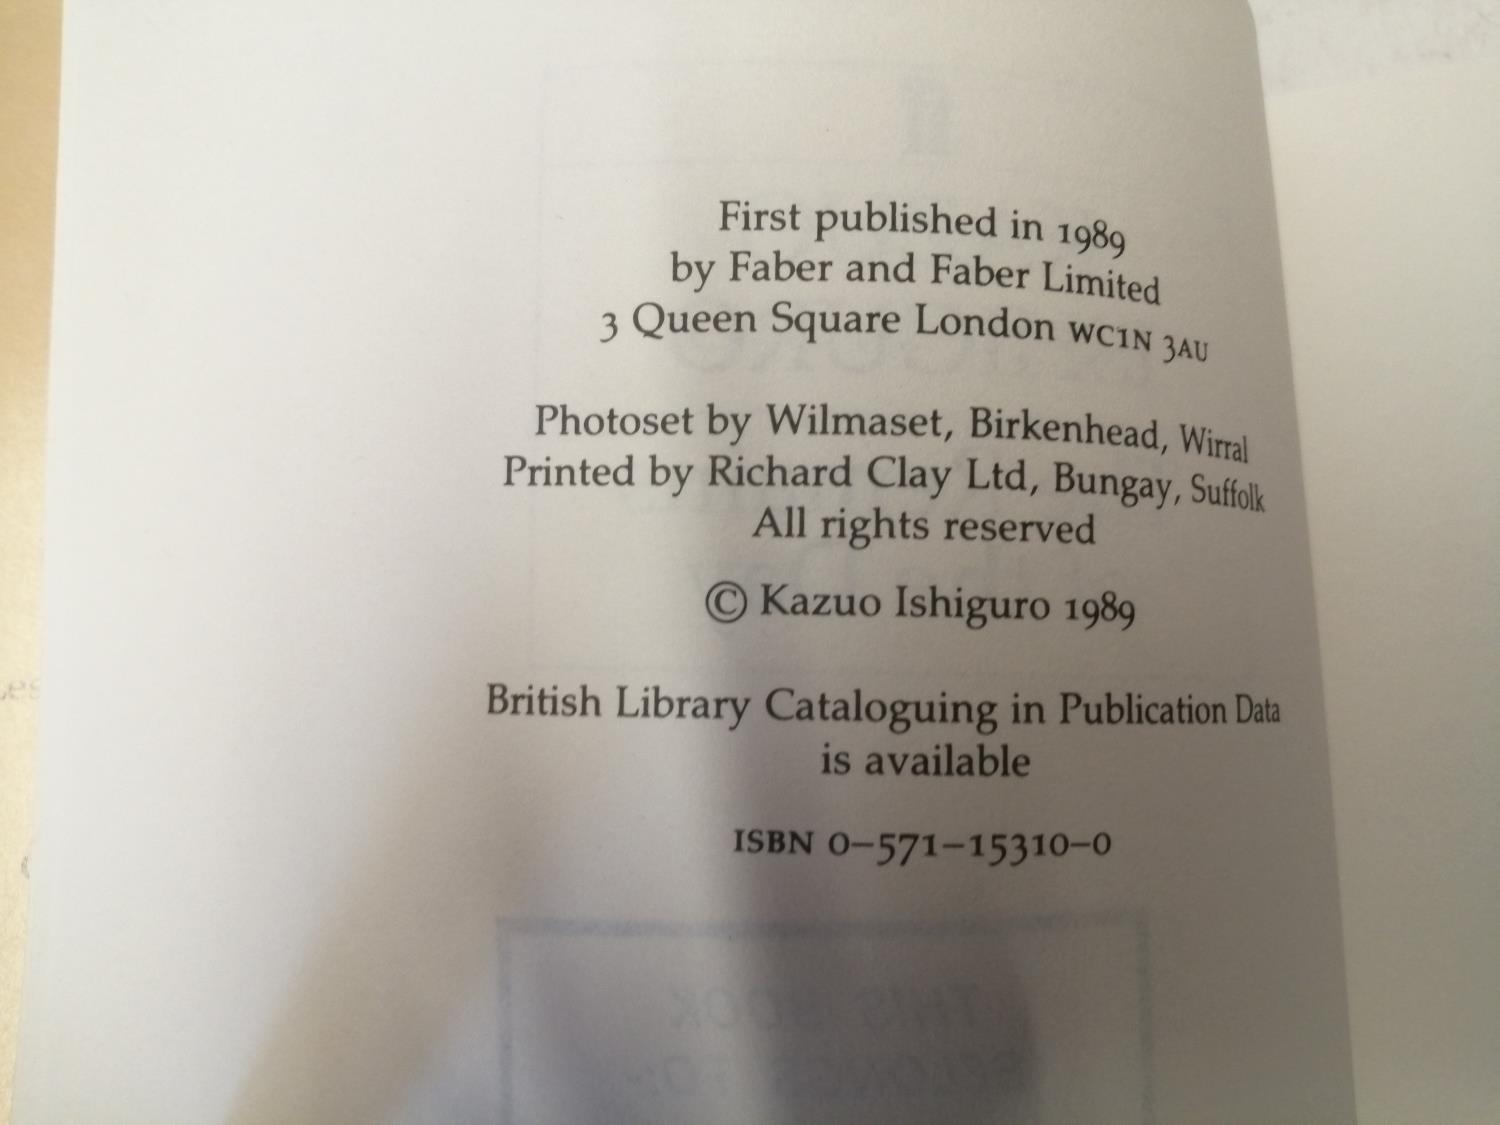 First published in 1989
by Faber and Faber Limited
3 Queen Square London WC1N 3AU
Photoset by Wilmaset, Birkenhead, Wirral
Printed by Richard Clay Ltd, Bungay, Suffolk
All rights reserved
© Kazuo Ishiguro 1989
British Library Cataloguing in Publication Data
is available
ISBN 0–571–15310–0
THIS BOOK